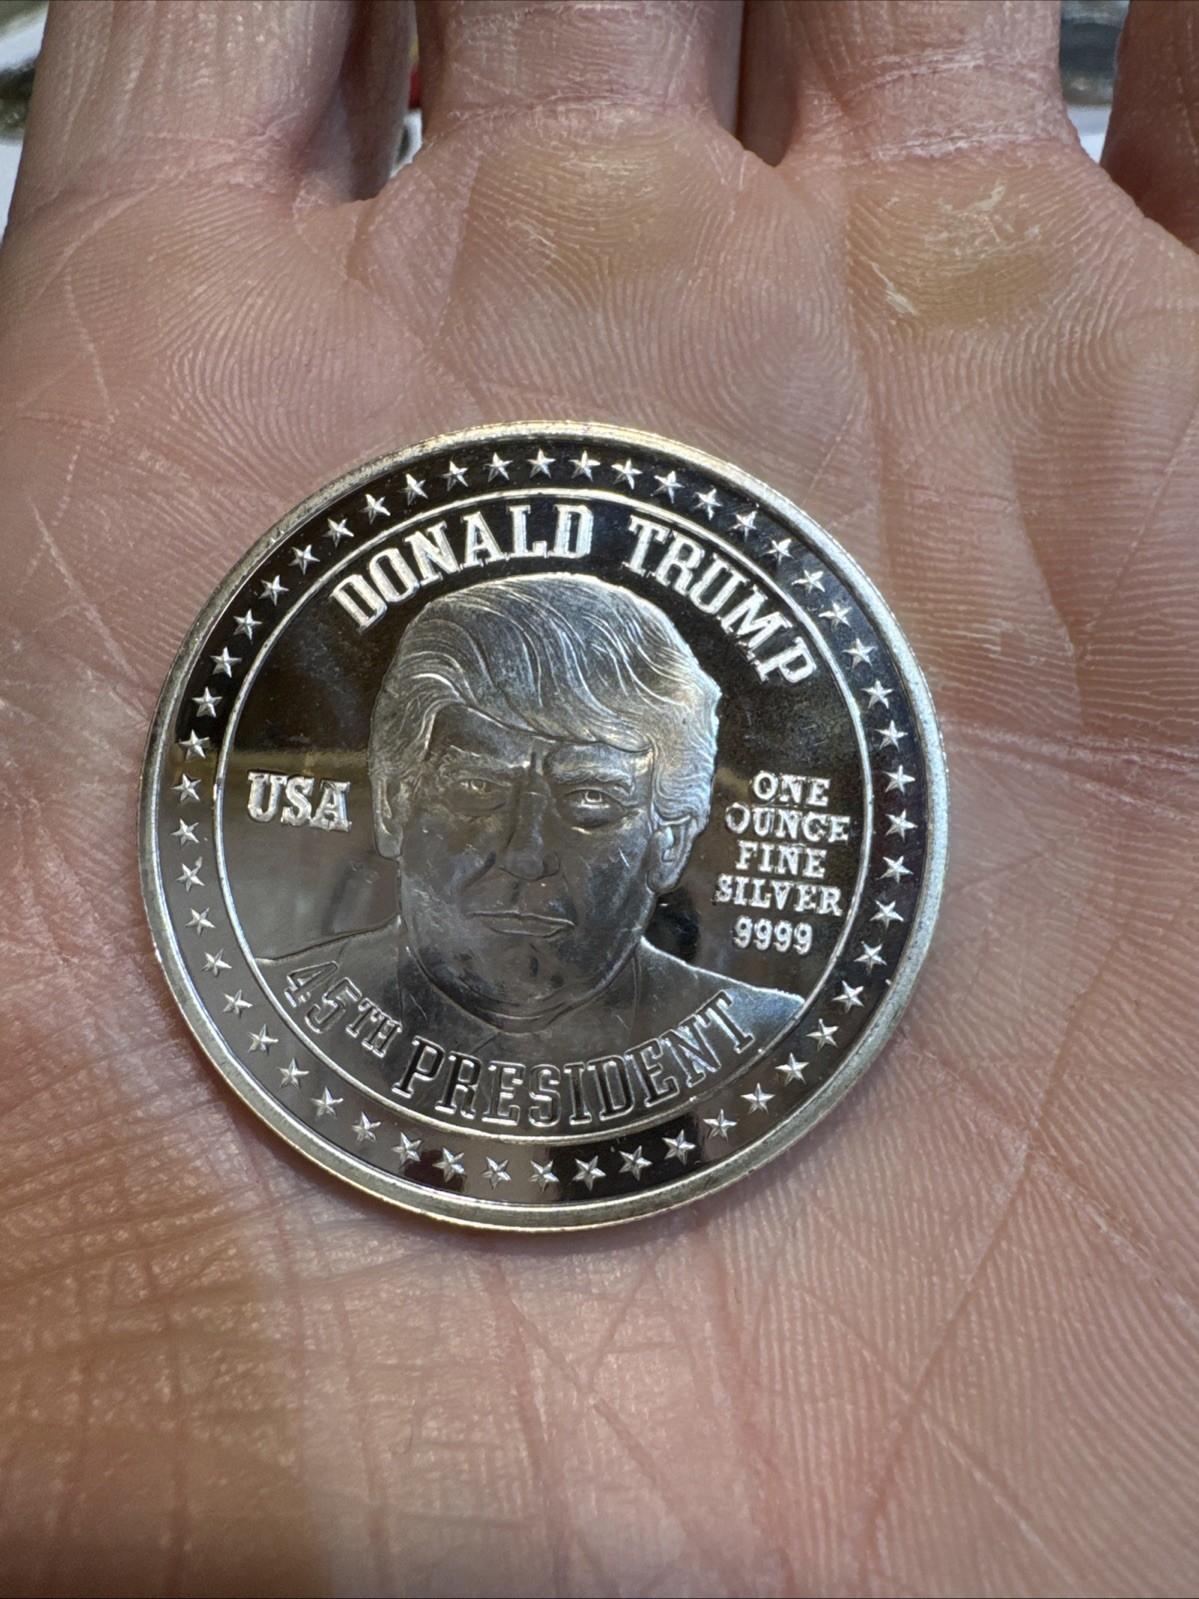 DONALD TRUMP
USA
ONE
OUNCE
FINE
SILVER
9999
45TH PRESIDENT